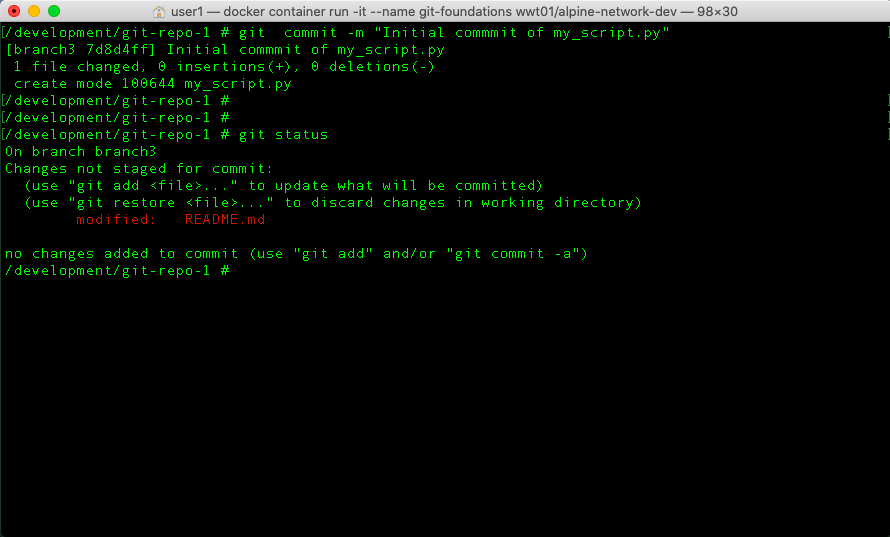 user1 — docker container run -it --name git-foundations wwt01/alpine-network-dev — 98×30
[/development/git-repo-1 # git  commit -m "Initial commmit of my_script.py" ]
[branch3 7d8d4ff] Initial commmit of my_script.py
 1 file changed, 0 insertions(+), 0 deletions(-)
 create mode 100644 my_script.py
[/development/git-repo-1 # ]
[/development/git-repo-1 # ]
[/development/git-repo-1 # git status ]
On branch branch3
Changes not staged for commit:
  (use "git add <file>..." to update what will be committed)
  (use "git restore <file>..." to discard changes in working directory)
        modified:   README.md
no changes added to commit (use "git add" and/or "git commit -a")
/development/git-repo-1 #